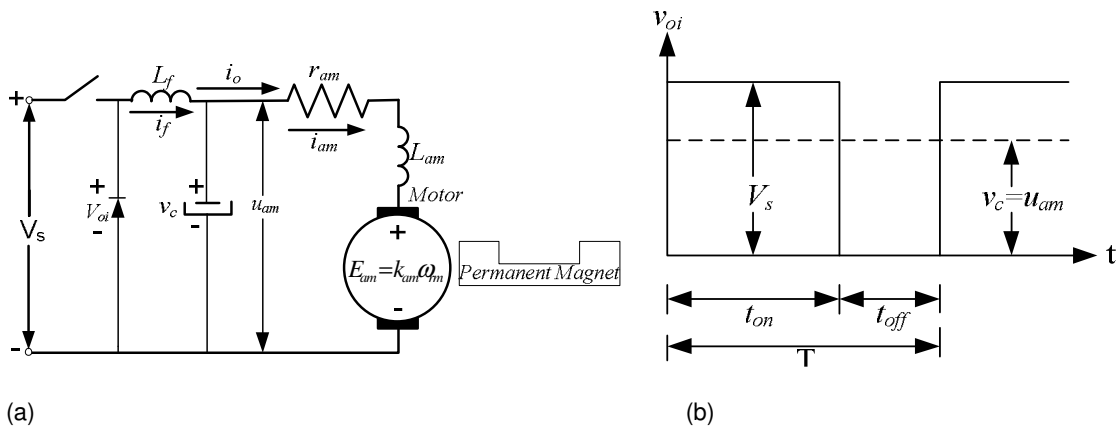 L_f
i_o
r_am
+
i_f
i_am
L_am
Motor
+
V_oi
-
+
v_c
-
u_am
V_s
+
E_am=k_am ω_m
-
Permanent Magnet
-
(a)
v_oi
V_s
v_c=u_am
t
t_on
t_off
T
(b)